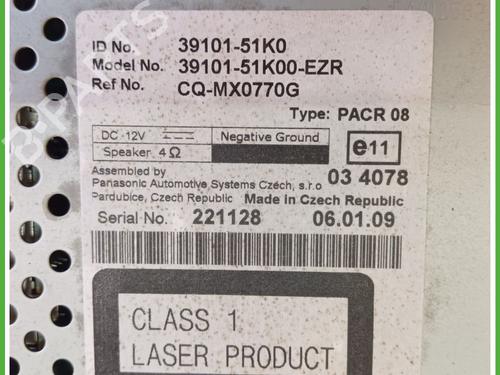 ID No. 39101-51K0
Model No. 39101-51K00-EZR
Ref No. CQ-MX0770G
Type: PACR 08
DC 12V Negative Ground
Speaker 4Ω
e11
Assembled by
Panasonic Automotive Systems Czech, s.r.o
03 4078
Pardubice, Czech Republic Made in Czech Republic
Serial No. 221128 06.01.09
CLASS 1
LASER PRODUCT